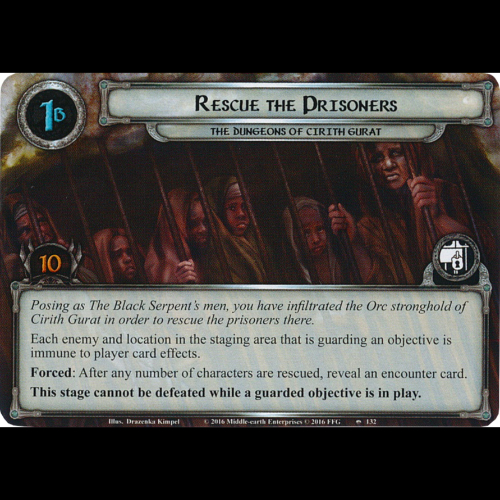 1B
Rescue the Prisoners
The Dungeons of Cirith Gurat
10
Posing as The Black Serpent's men, you have infiltrated the Orc stronghold of
Cirith Gurat in order to rescue the prisoners there.
Each enemy and location in the staging area that is guarding an objective is
immune to player card effects.
Forced: After any number of characters are rescued, reveal an encounter card.
This stage cannot be defeated while a guarded objective is in play.
Illus. Drazenka Kimpel © 2016 Middle-earth Enterprises © 2016 FFG 132